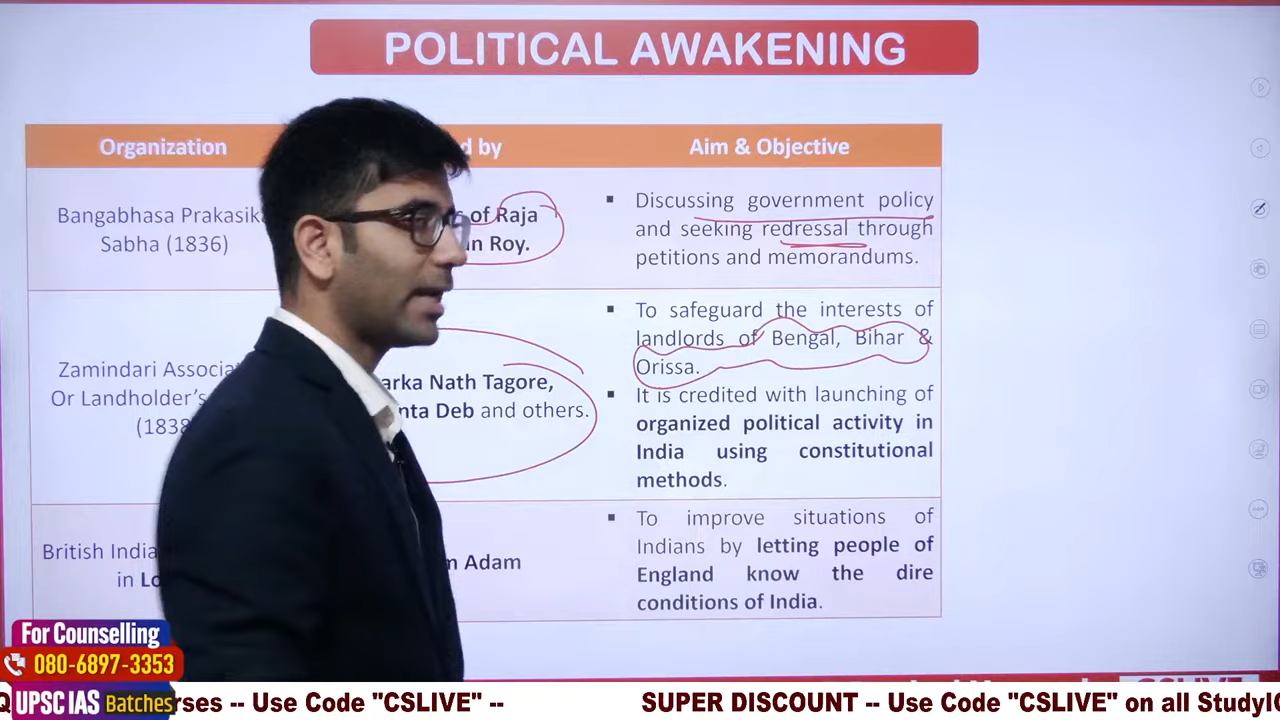 POLITICAL AWAKENING
Organization
d by
Aim & Objective
Bangabhasa Prakasika
Sabha (1836)
of Raja
n Roy.
Discussing government policy
and seeking redressal through
petitions and memorandums.
Zamindari Associa
Or Landholder's
(1838
arka Nath Tagore,
nta Deb and others.
To safeguard the interests of
landlords of Bengal, Bihar &
Orissa.
It is credited with launching of
organized political activity in
India using constitutional
methods.
British India
in Lo
m Adam
To improve situations of
Indians by letting people of
England know the dire
conditions of India.
For Counselling
080-6897-3353
UPSC IAS Batches
rses -- Use Code "CSLIVE" -- SUPER DISCOUNT -- Use Code "CSLIVE" on all StudyI